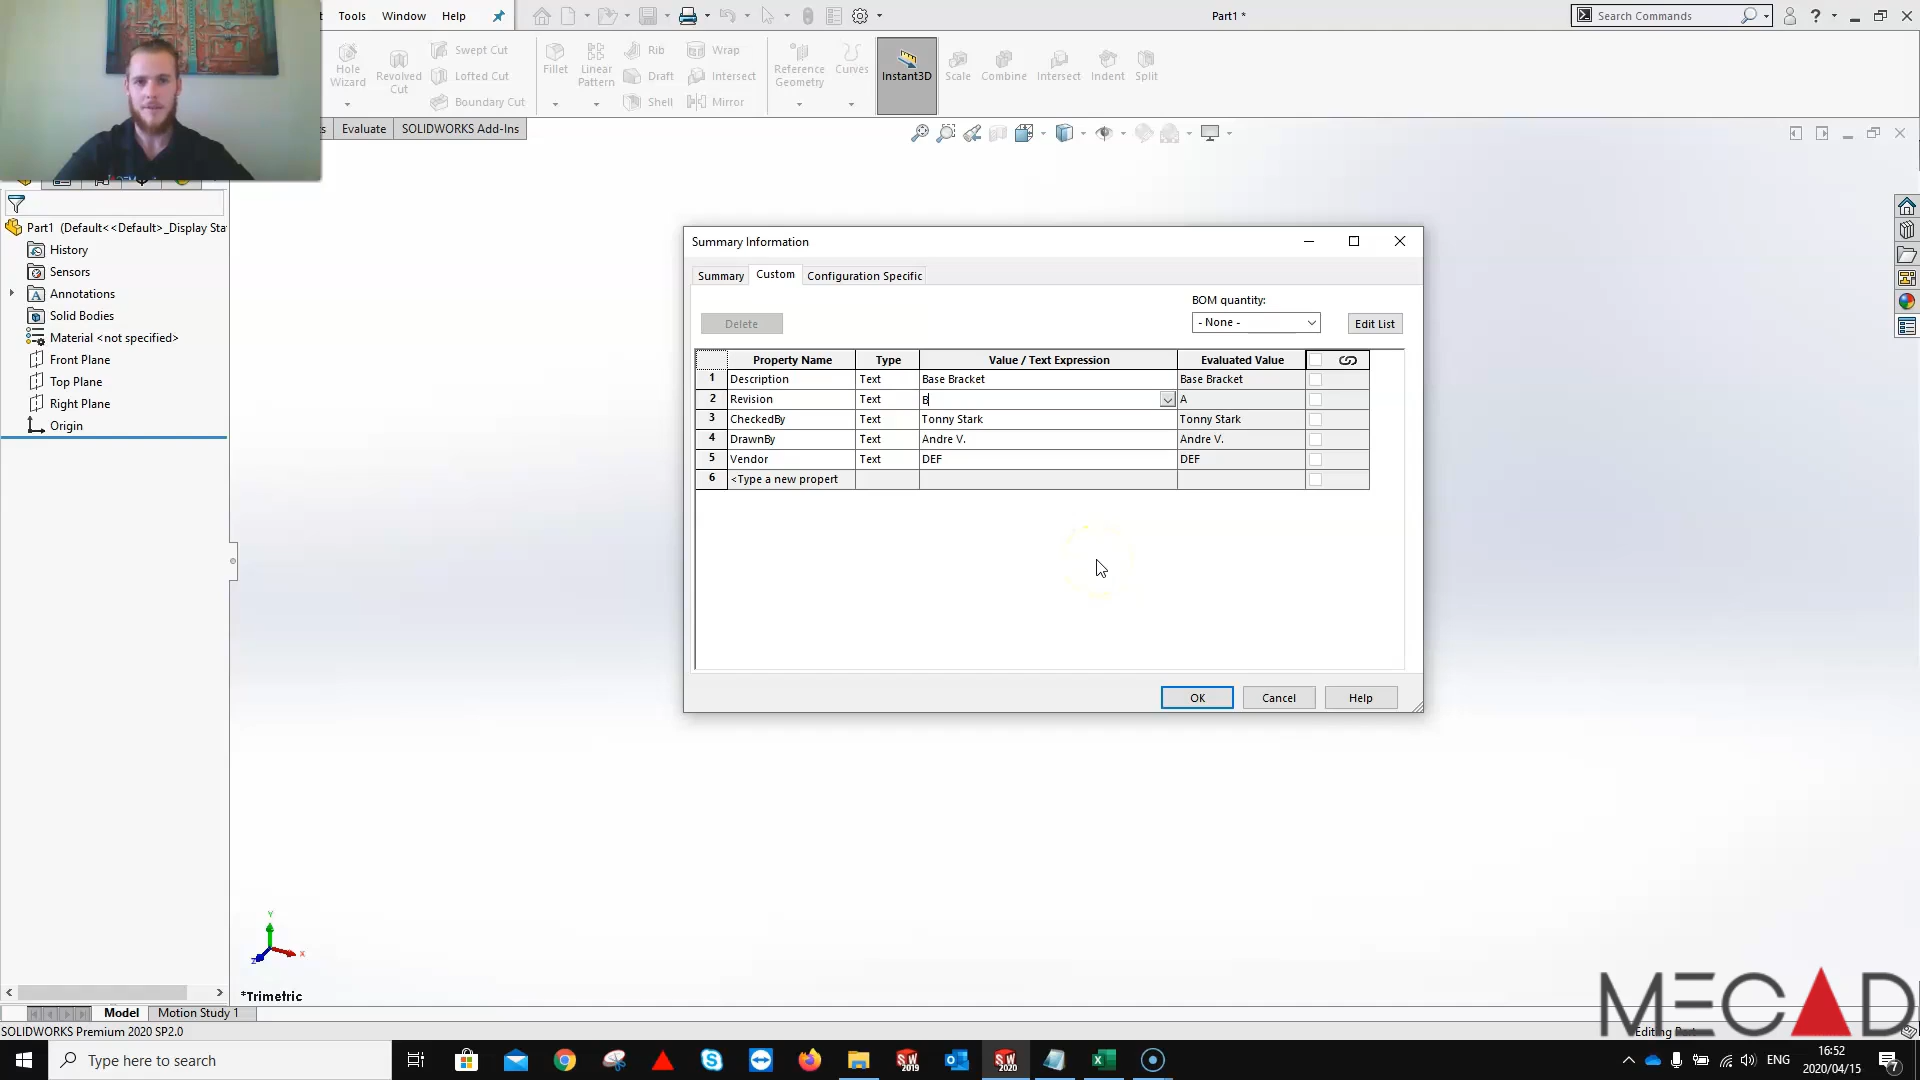 Tools Window Help
Part1 *
Search Commands
Hole Wizard
Revolved Cut
Swept Cut
Lofted Cut
Boundary Cut
Fillet
Linear Pattern
Rib
Draft
Shell
Wrap
Intersect
Mirror
Reference Geometry
Curves
Instant3D
Scale
Combine
Intersect
Indent
Split
Evaluate SOLIDWORKS Add-Ins
Part1 (Default<<Default>_Display Sta
History
Sensors
Annotations
Solid Bodies
Material <not specified>
Front Plane
Top Plane
Right Plane
Origin
Summary Information
Summary Custom Configuration Specific
BOM quantity:
Delete - None - Edit List
Property Name Type Value / Text Expression Evaluated Value
1 Description Text Base Bracket Base Bracket
2 Revision Text B A
3 CheckedBy Text Tonny Stark Tonny Stark
4 DrawnBy Text Andre V. Andre V.
5 Vendor Text DEF DEF
6 <Type a new propert
OK Cancel Help
Y
X
Z
*Trimetric
Model Motion Study 1
SOLIDWORKS Premium 2020 SP2.0
MECAD
Type here to search
SW 2019
SW 2020
ENG
16:52
2020/04/15
7